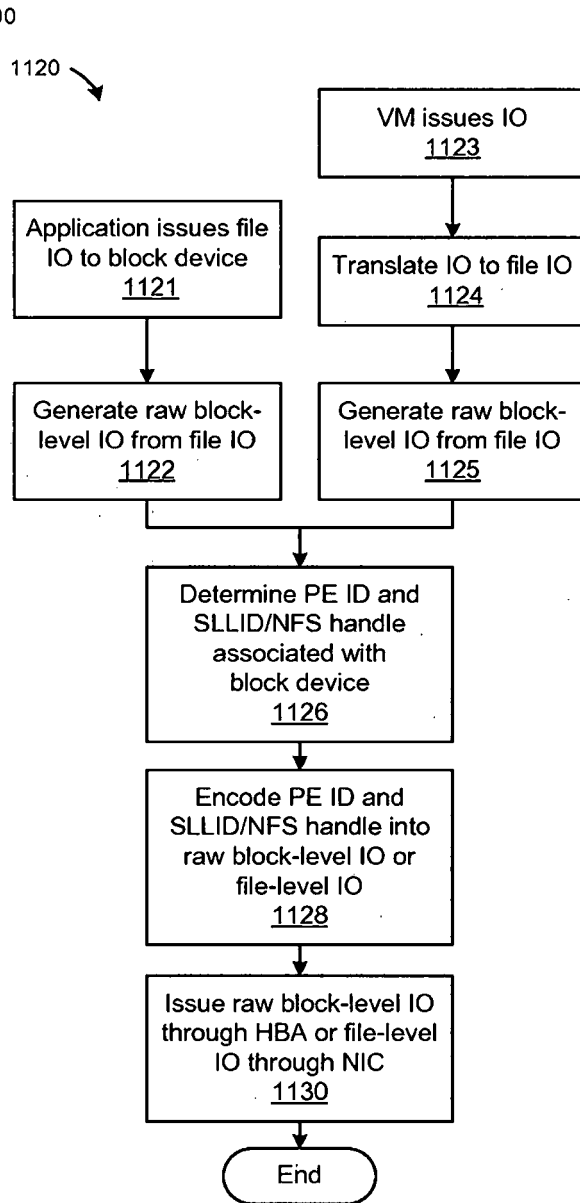 00
1120
VM issues IO
1123
Application issues file
IO to block device
1121
Translate IO to file IO
1124
Generate raw block-
level IO from file IO
1122
Generate raw block-
level IO from file IO
1125
Determine PE ID and
SLLID/NFS handle
associated with
block device
1126
Encode PE ID and
SLLID/NFS handle into
raw block-level IO or
file-level IO
1128
Issue raw block-level IO
through HBA or file-level
IO through NIC
1130
End